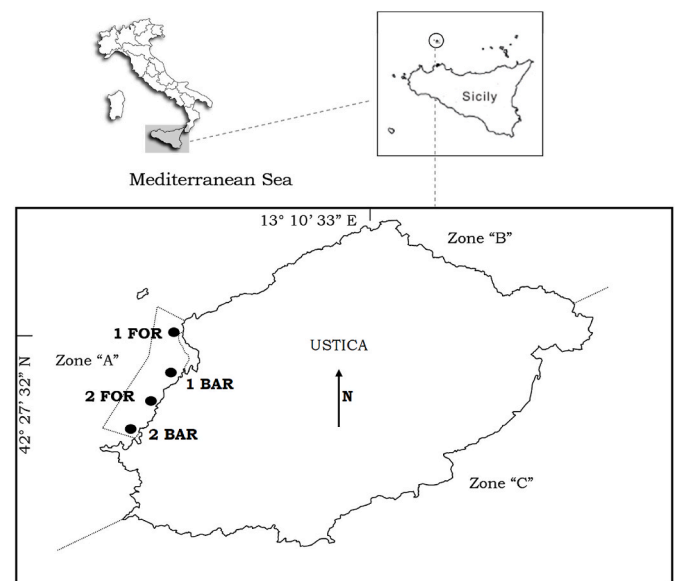 Sicily
Mediterranean Sea
13° 10’ 33” E
Zone “B”
1 FOR
USTICA
Zone “A”
1 BAR
2 FOR
N
42° 27’ 32” N
2 BAR
Zone “C”